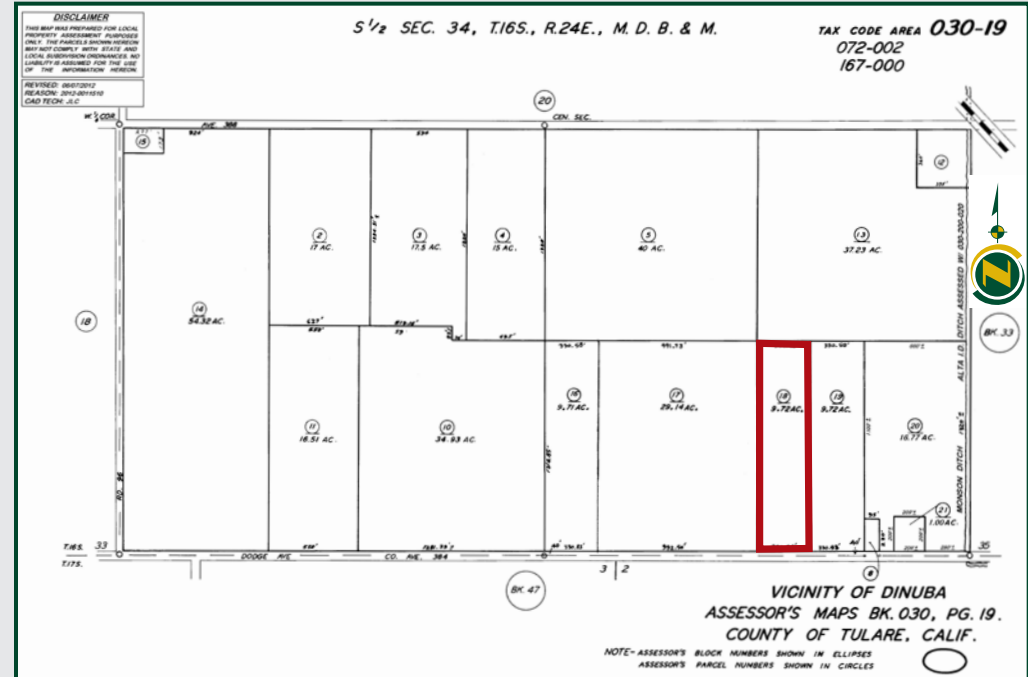 DISCLAIMER
THIS MAP WAS PREPARED FOR LOCAL
PROPERTY ASSESSMENT PURPOSES
ONLY. THE PARCELS SHOWN HEREON
MAY NOT COMPLY WITH STATE AND
LOCAL SUBDIVISION ORDINANCES. NO
LIABILITY IS ASSUMED FOR THE USE
OF THE INFORMATION HEREON.
REVISED: 06/07/2012
REASON: 2012-0011510
CAD TECH: JLC
S 1/2 SEC. 34, T.16S., R.24E., M. D. B. & M.
TAX CODE AREA 030-19
072-002
167-000
20
W. 1/4 COR.
AVE. 388
CEN. SEC.
15
12
2
17 AC.
3
17.5 AC.
4
15 AC.
5
40 AC.
13
37.23 AC.
N
18
14
54.32 AC.
BK. 33
MONSON DITCH
ALTA I.D. DITCH ASSESSED W/ 030-200-020
330.58'
991.73'
11
16.51 AC.
10
34.93 AC.
16
9.71 AC.
17
29.14 AC.
18
9.72 AC.
19
9.72 AC.
20
16.77 AC.
21
1.00 AC.
RD. 96
T.16S. 33
T.17S.
DODGE AVE
CO. AVE. 384
35
3 | 2
BK. 47
8
VICINITY OF DINUBA
ASSESSOR'S MAPS BK. 030, PG. 19.
COUNTY OF TULARE, CALIF.
NOTE- ASSESSOR'S BLOCK NUMBERS SHOWN IN ELLIPSES
ASSESSOR'S PARCEL NUMBERS SHOWN IN CIRCLES